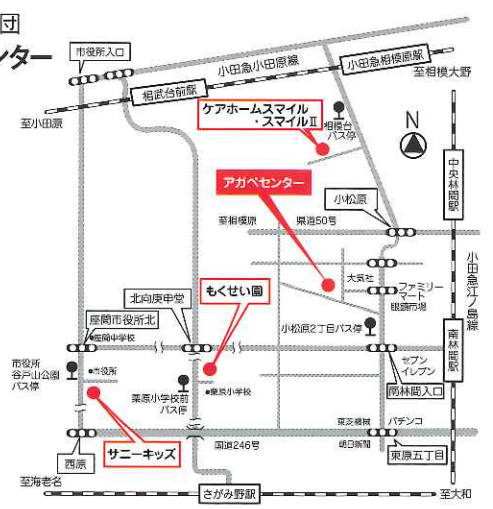 団
ンター
市役所入口
小田急小田原線
小田急相模原駅
至相模大野
相武台前駅
至小田原
ケアホームスマイル
・スマイルⅡ
相模台
バス停
N
中央林間駅
アガペセンター
小松原
至相模原
県道50号
大気社
ファミリー
マート
眼鏡市場
小田急江ノ島線
北向庚申堂
もくせい園
座間市役所北
座間中学校
小松原2丁目バス停
南林間駅
市役所
谷戸山公園
バス停
市役所
栗原小学校前
バス停
栗原小学校
セブン
イレブン
南林間入口
東芝機械
パチンコ
朝日新聞
西原
サニーキッズ
国道246号
東原五丁目
至海老名
さがみ野駅
至大和